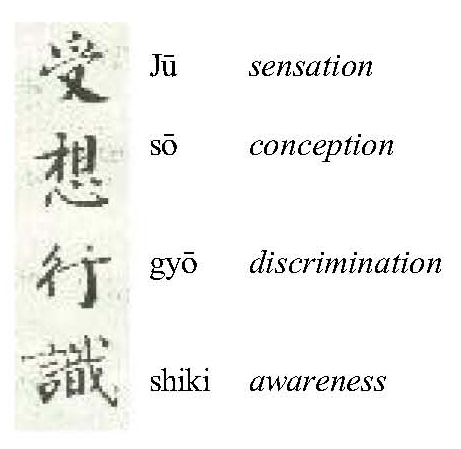 受 Jū sensation
想 sō conception
行 gyō discrimination
識 shiki awareness